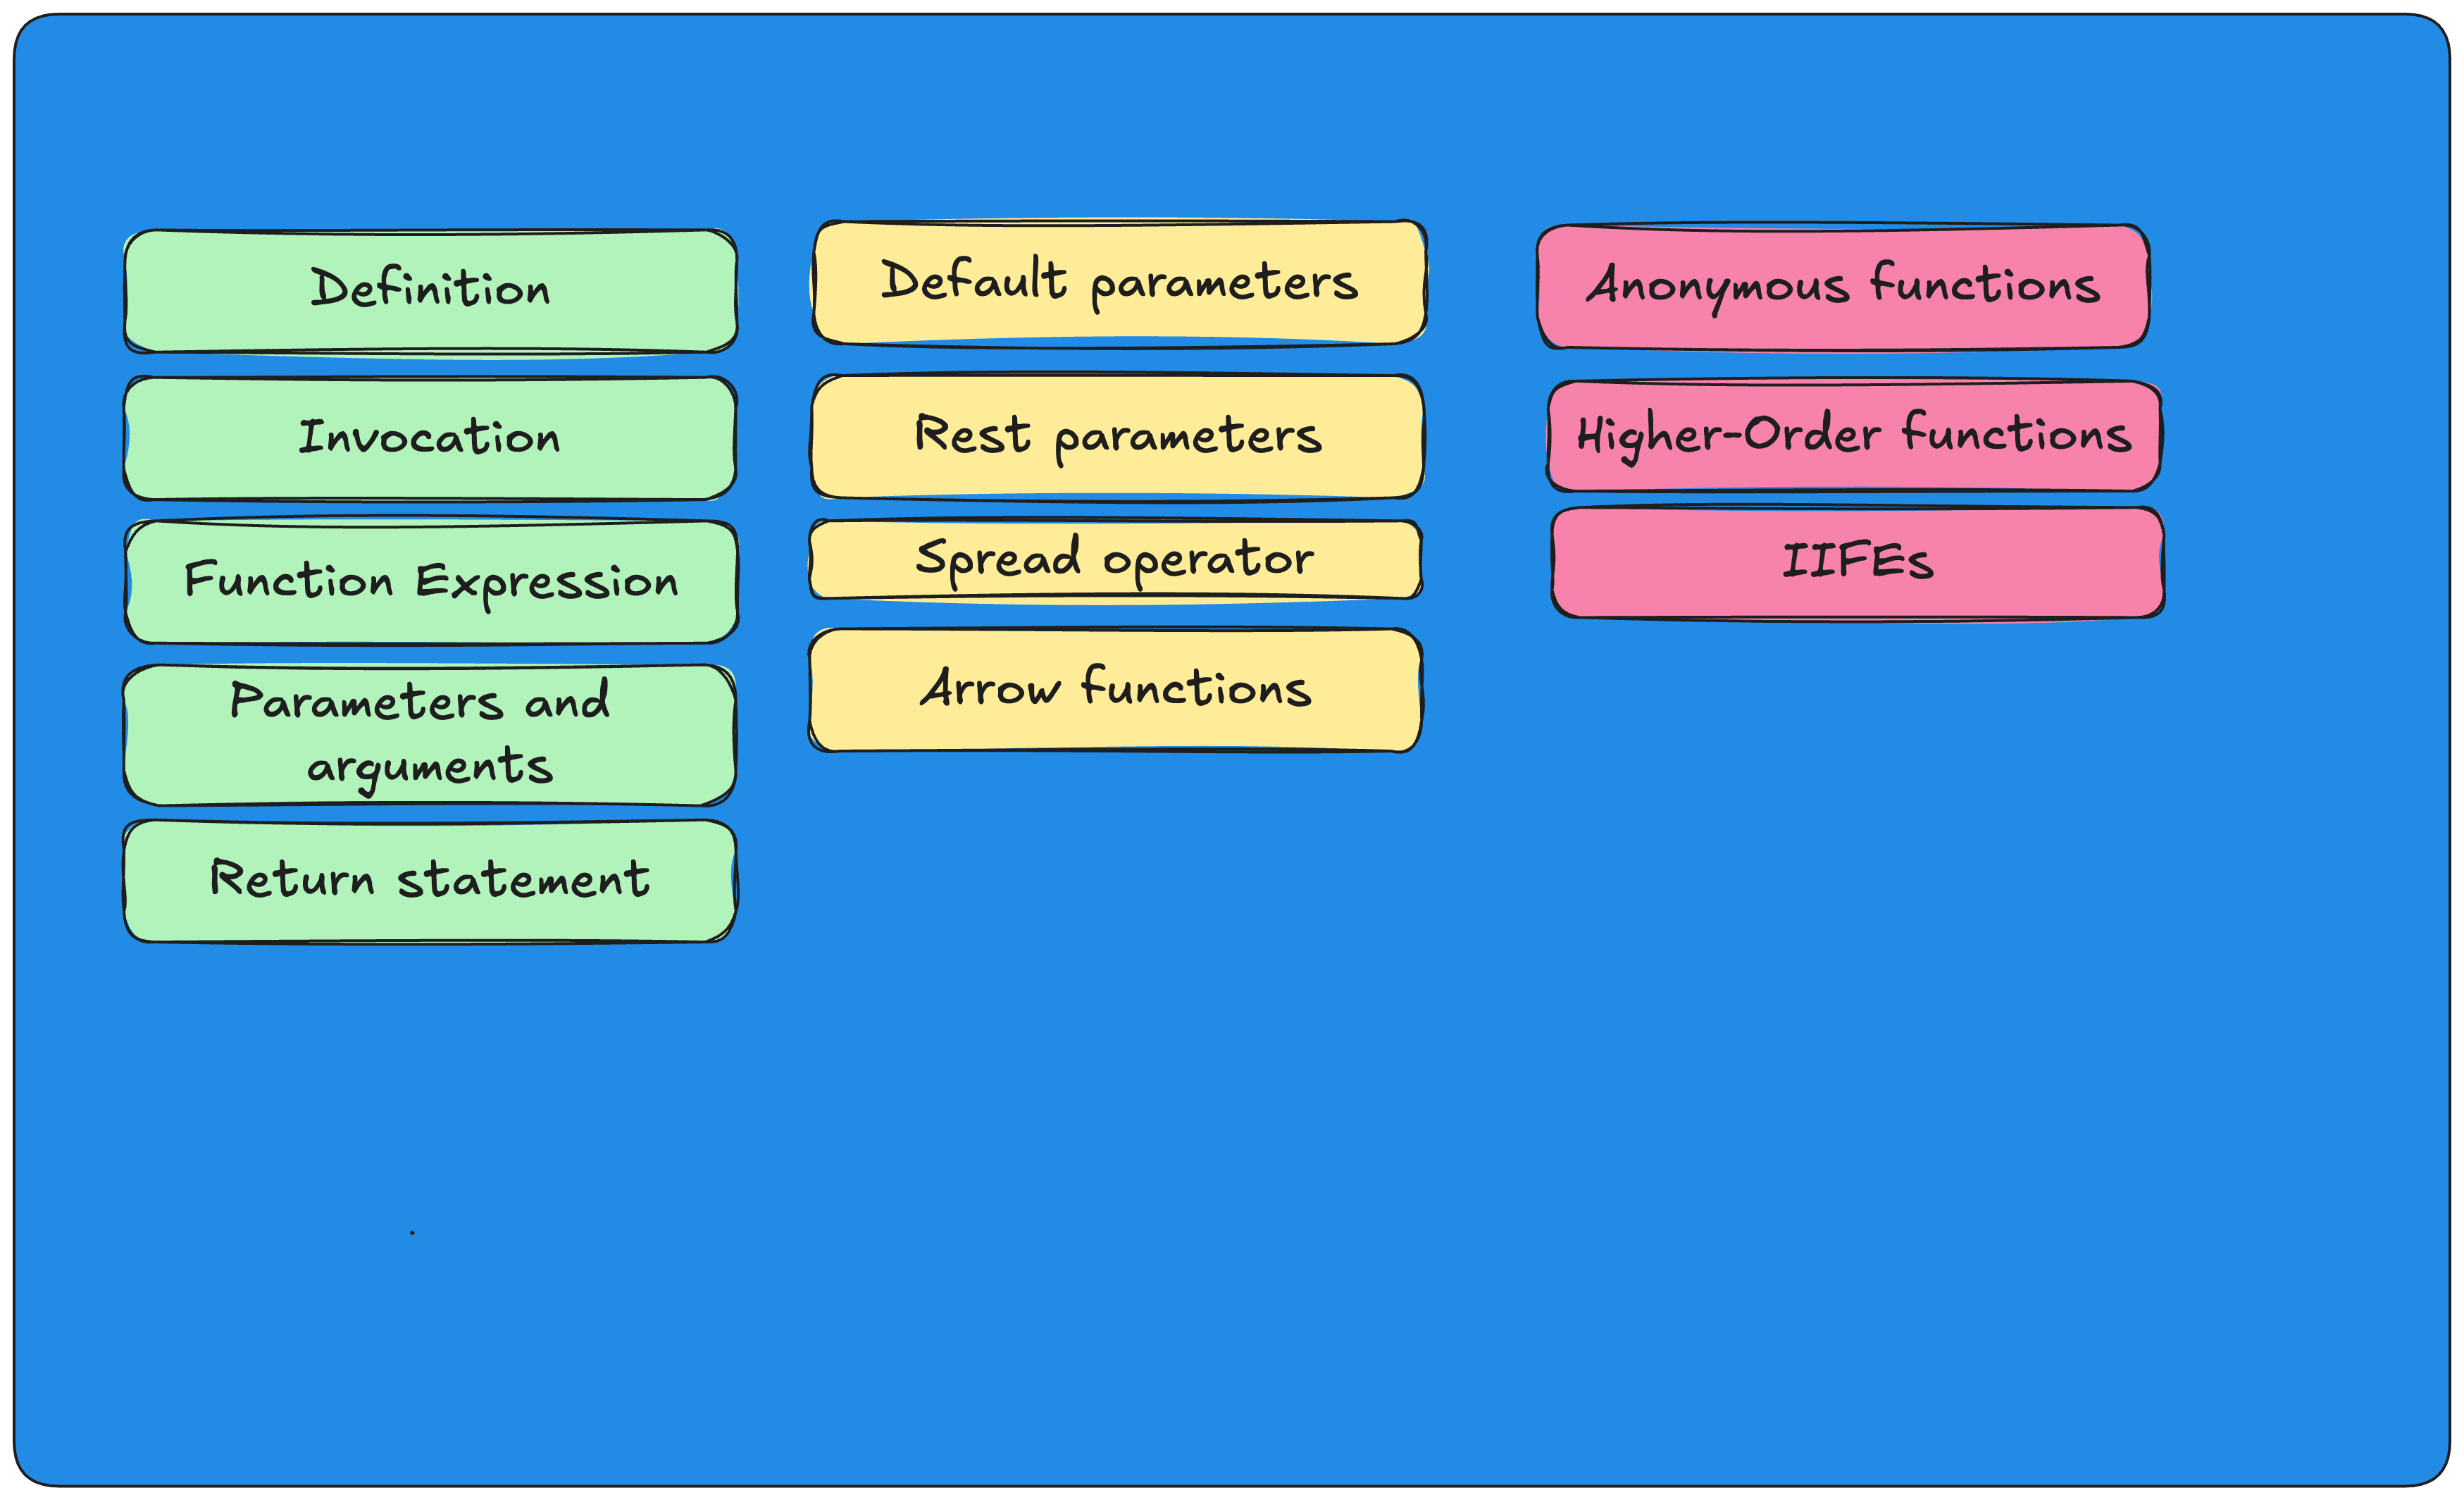 Definition
Invocation
Function Expression
Parameters and
arguments
Return statement
Default parameters
Rest parameters
Spread operator
Arrow functions
Anonymous functions
Higher-Order functions
IIFEs